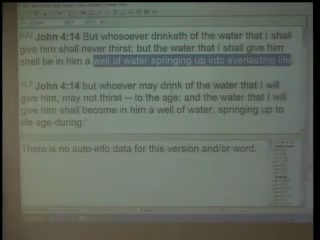 KJV John 4:14 But whosoever drinketh of the water that I shall
give him shall never thirst; but the water that I shall give him
shall be in him a well of water springing up into everlasting life
John 4:14 but whoever may drink of the water that I will
give him, may not thirst -- to the age; and the water that I will
give him shall become in him a well of water, springing up to
life age-during.'
There is no auto-info data for this version and/or word.